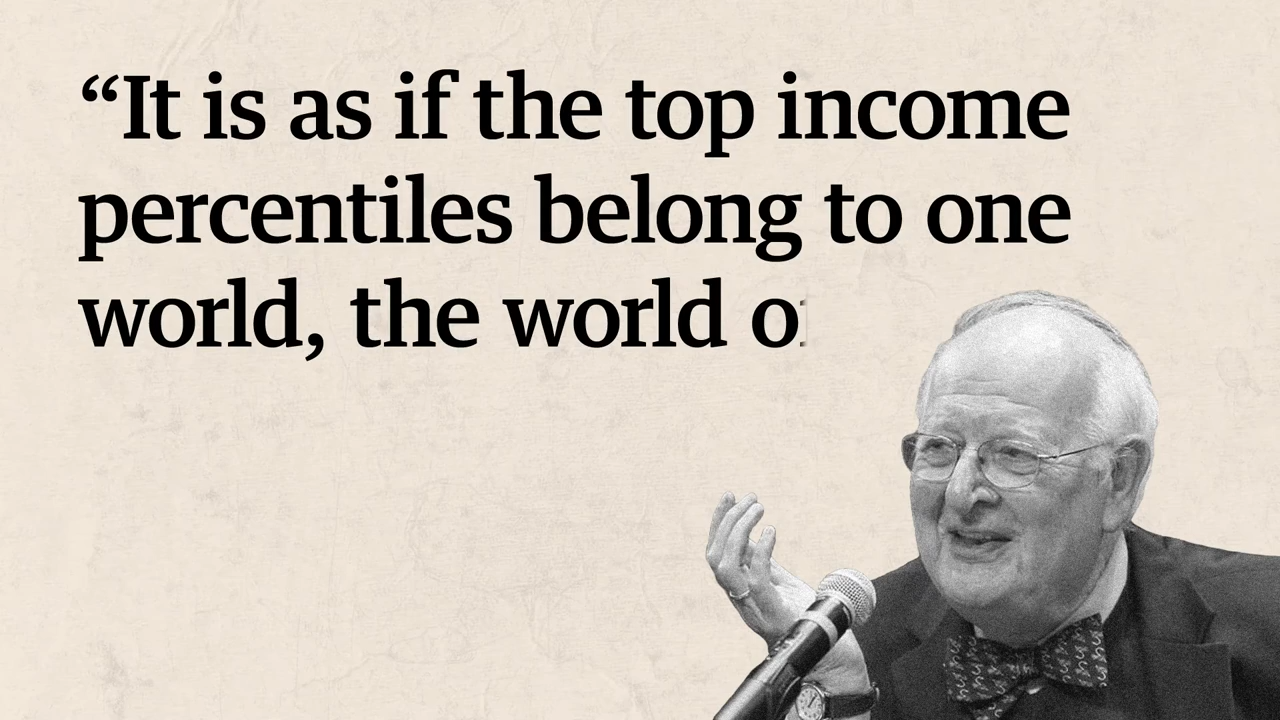 “It is as if the top income
percentiles belong to one
world, the world